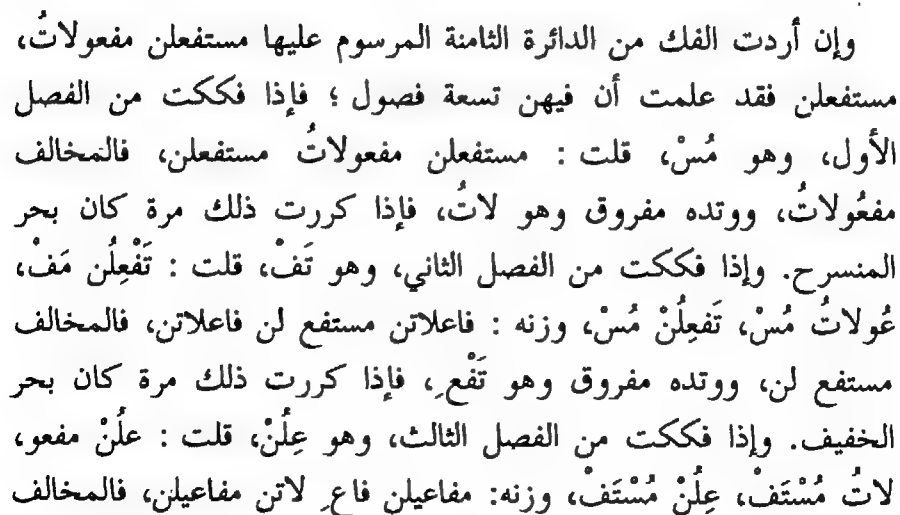 وإن أردت الفك من الدائرة الثامنة المرسوم عليها مستفعلن مفعولاتُ،
مستفعلن فقد علمت أن فيهن تسعة فصول ؛ فإذا فككت من الفصل
الأول، وهو مُسْ، قلت : مستفعلن مفعولاتُ مستفعلن، فالمخالف
مفعُولاتُ، ووتده مفروق وهو لاتُ، فإذا كررت ذلك مرة كان بحر
المنسرح. وإذا فككت من الفصل الثاني، وهو تَفْ، قلت : تَفْعِلُن مَفْ،
عُولاتُ مُسْ، تَفعِلُنْ مُسْ، وزنه : فاعلاتن مستفع لن فاعلاتن، فالمخالف
مستفع لن، ووتده مفروق وهو تَفْعِ، فإذا كررت ذلك مرة كان بحر
الخفيف. وإذا فككت من الفصل الثالث، وهو عِلُنْ، قلت : علُنْ مفعو،
لاتُ مُسْتَفْ، عِلُنْ مُسْتَفْ، وزنه: مفاعيلن فاعِ لاتن مفاعيلن، فالمخالف